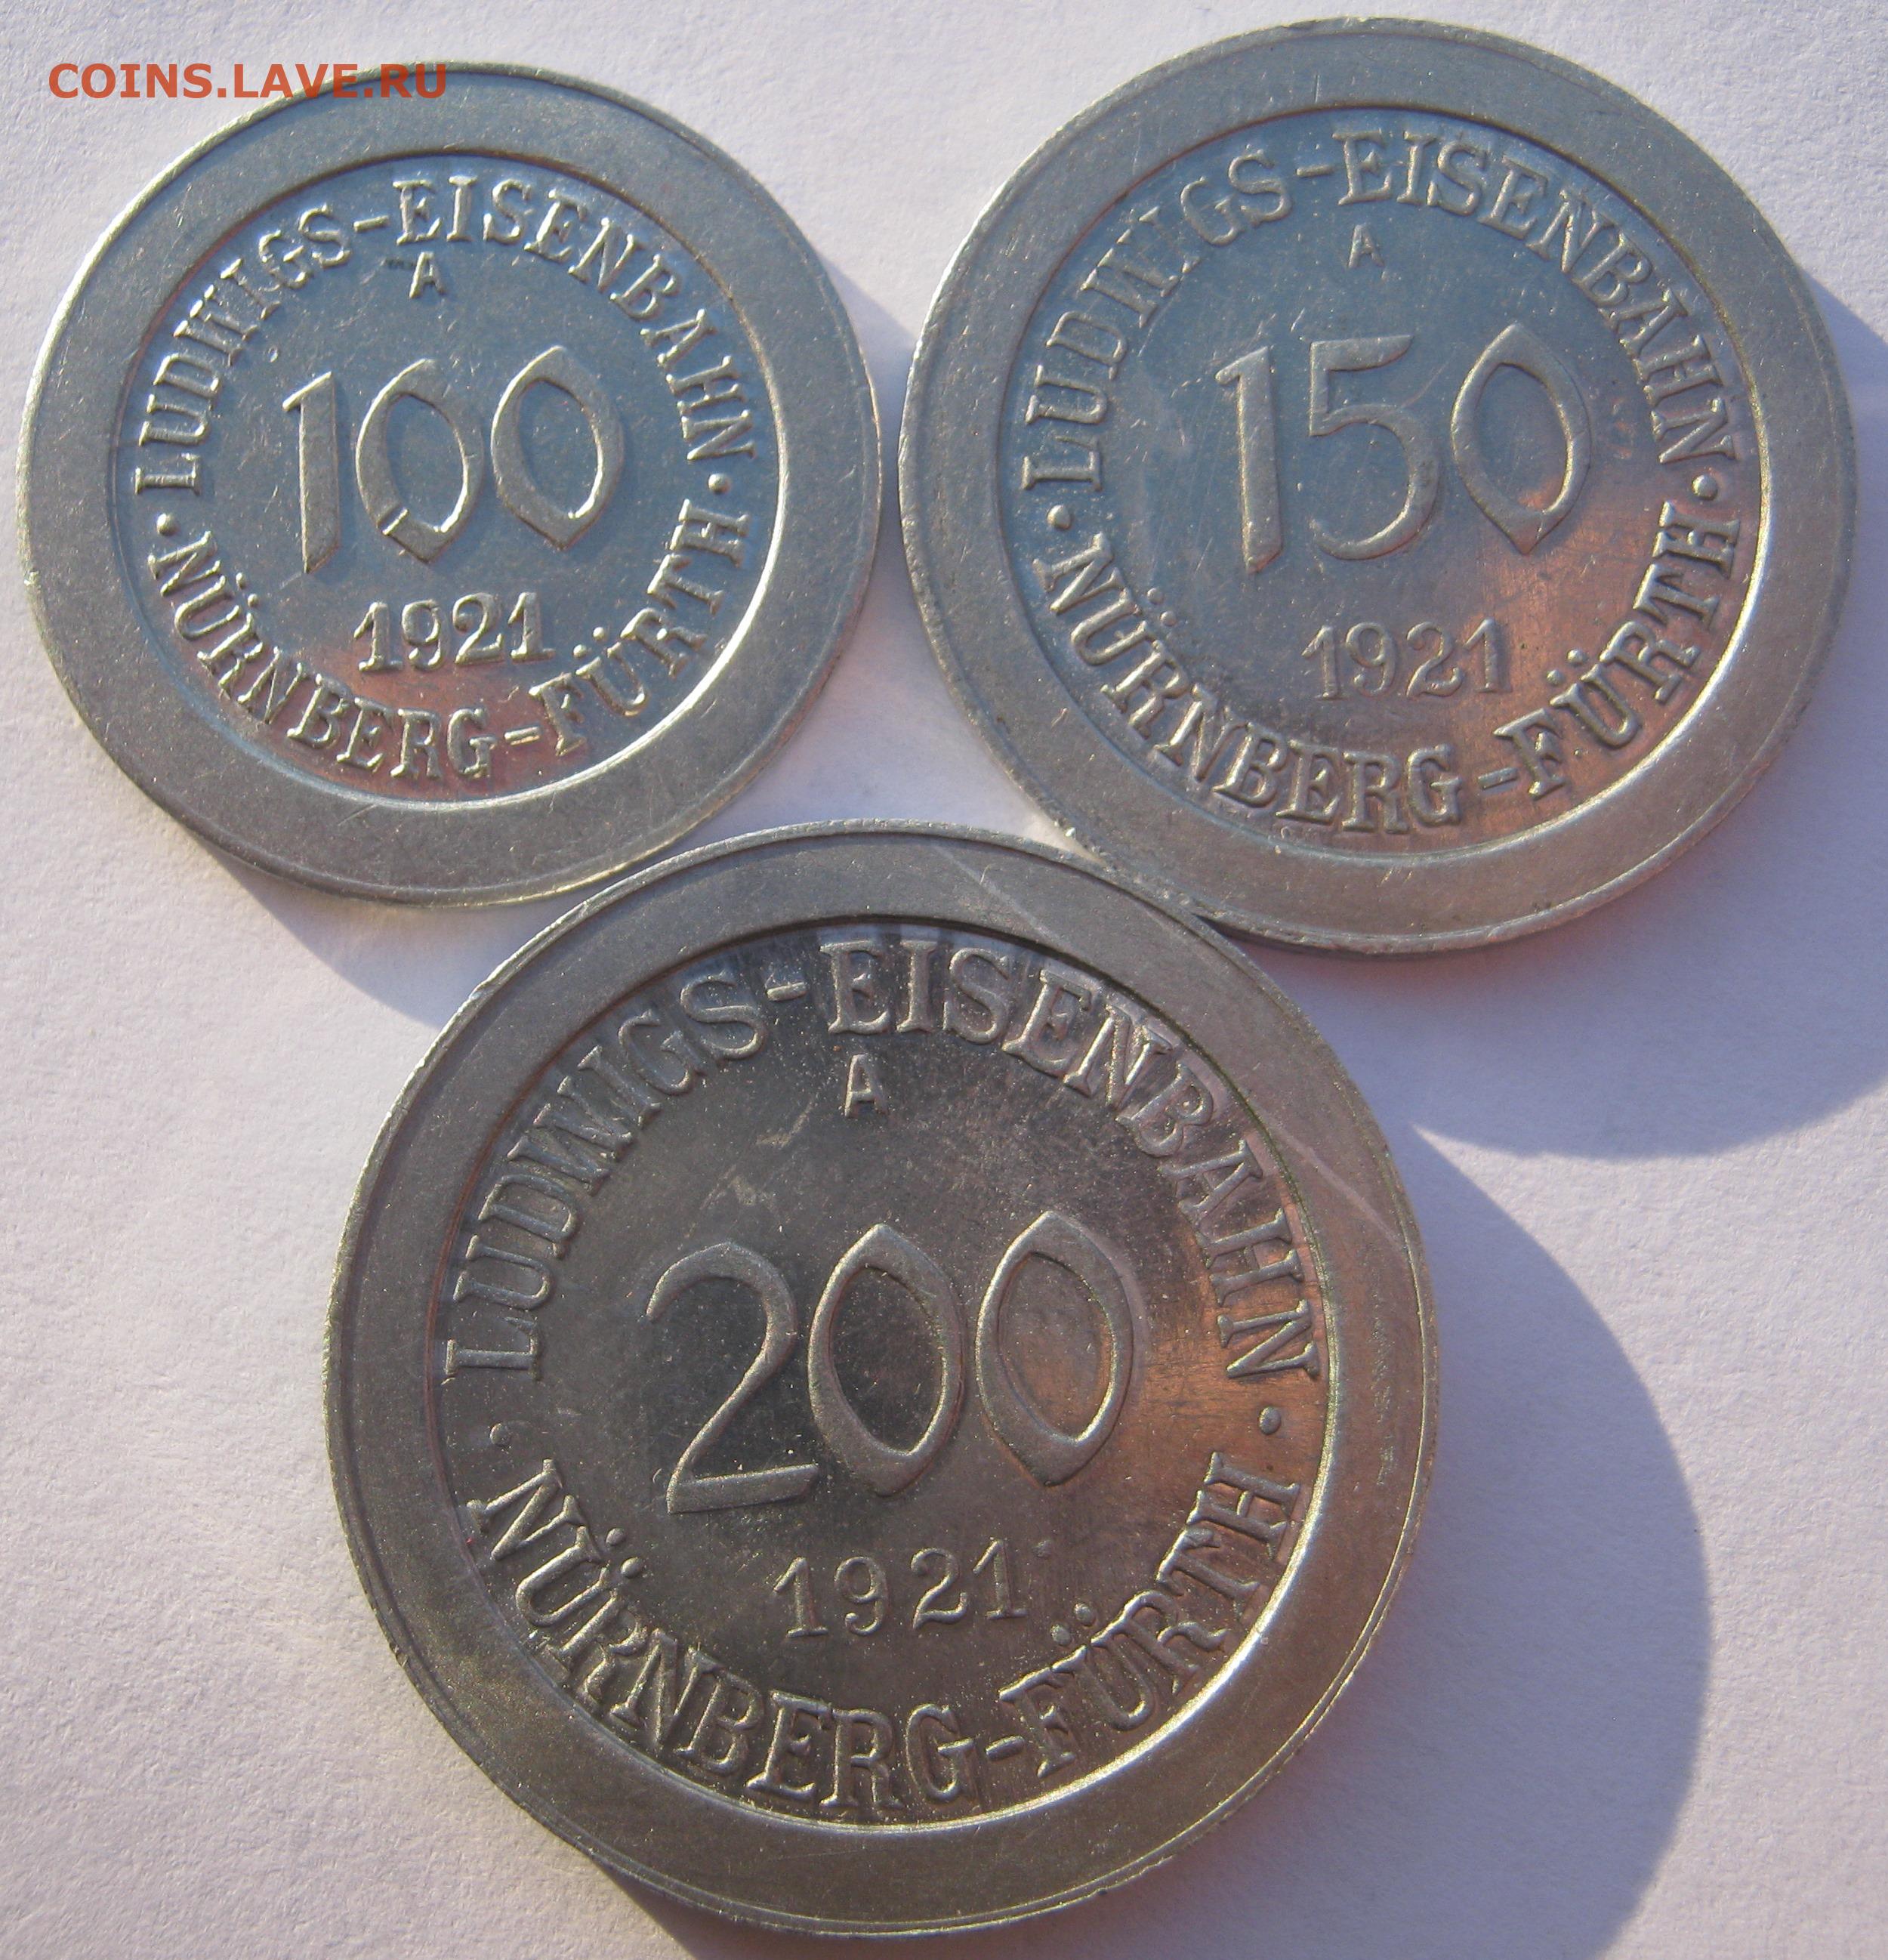 COINS.LAVE.RU
· LUDWIGS-EISENBAHN ·
A
100
1921
NÜRNBERG-FÜRTH
· LUDWIGS-EISENBAHN ·
A
150
1921
NÜRNBERG-FÜRTH
· LUDWIGS-EISENBAHN ·
A
200
1921
NÜRNBERG-FÜRTH